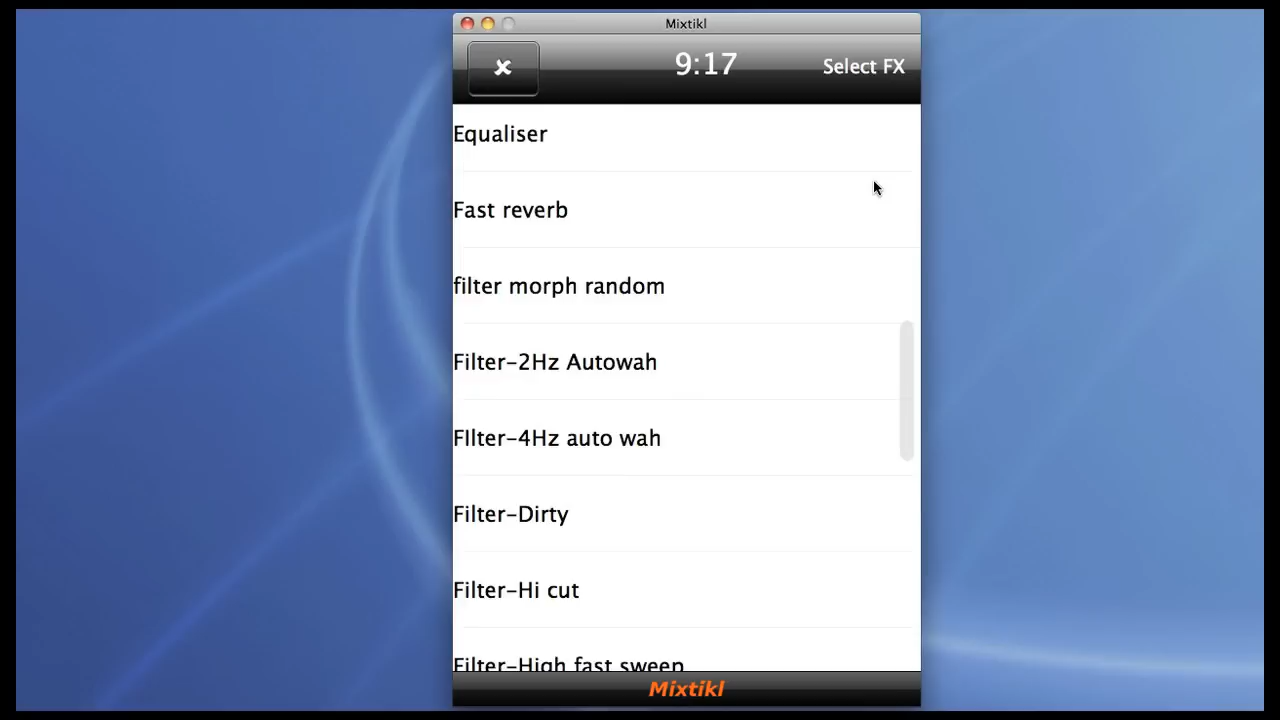 Mixtikl
9:17
Select FX
Equaliser
Fast reverb
filter morph random
Filter-2Hz Autowah
FIlter-4Hz auto wah
Filter-Dirty
Filter-Hi cut
Filter-High fast sweep
Mixtikl